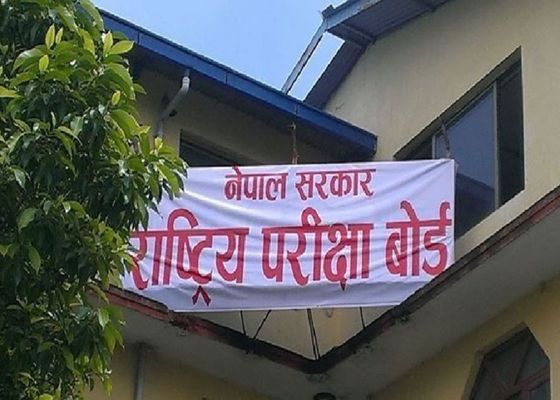 नेपाल सरकार
राष्ट्रिय परीक्षा बोर्ड